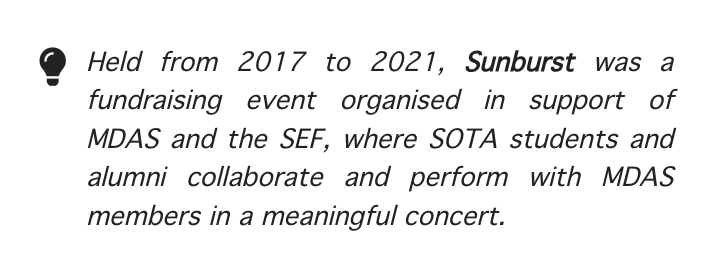 Held from 2017 to 2021, Sunburst was a
fundraising event organised in support of
MDAS and the SEF, where SOTA students and
alumni collaborate and perform with MDAS
members in a meaningful concert.